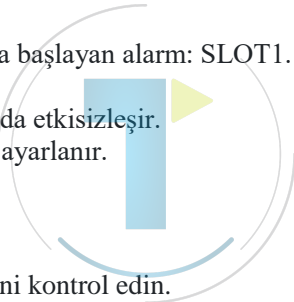 a başlayan alarm: SLOT1.
da etkisizleşir.
ayarlanır.
ni kontrol edin.